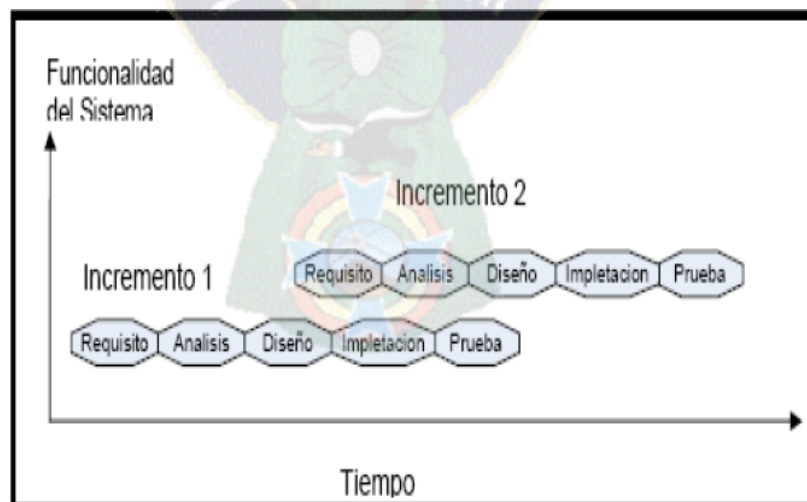 Funcionalidad
del Sistema
Incremento 2
Requisito Analisis Diseño Impletacion Prueba
Incremento 1
Requisito Analisis Diseño Impletacion Prueba
Tiempo